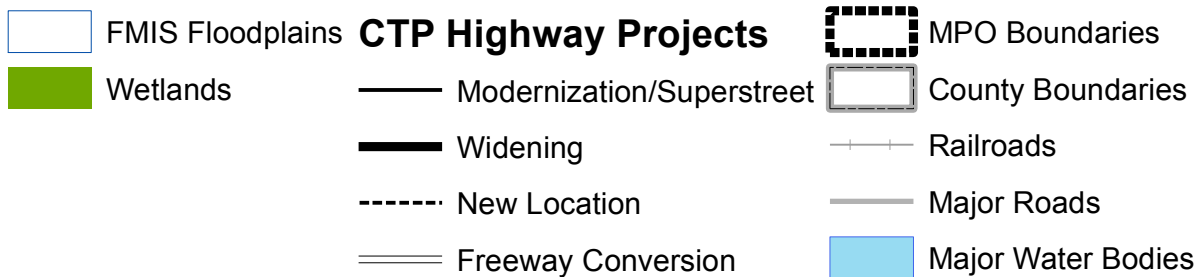 FMIS Floodplains
Wetlands
CTP Highway Projects
Modernization/Superstreet
Widening
New Location
Freeway Conversion
MPO Boundaries
County Boundaries
Railroads
Major Roads
Major Water Bodies